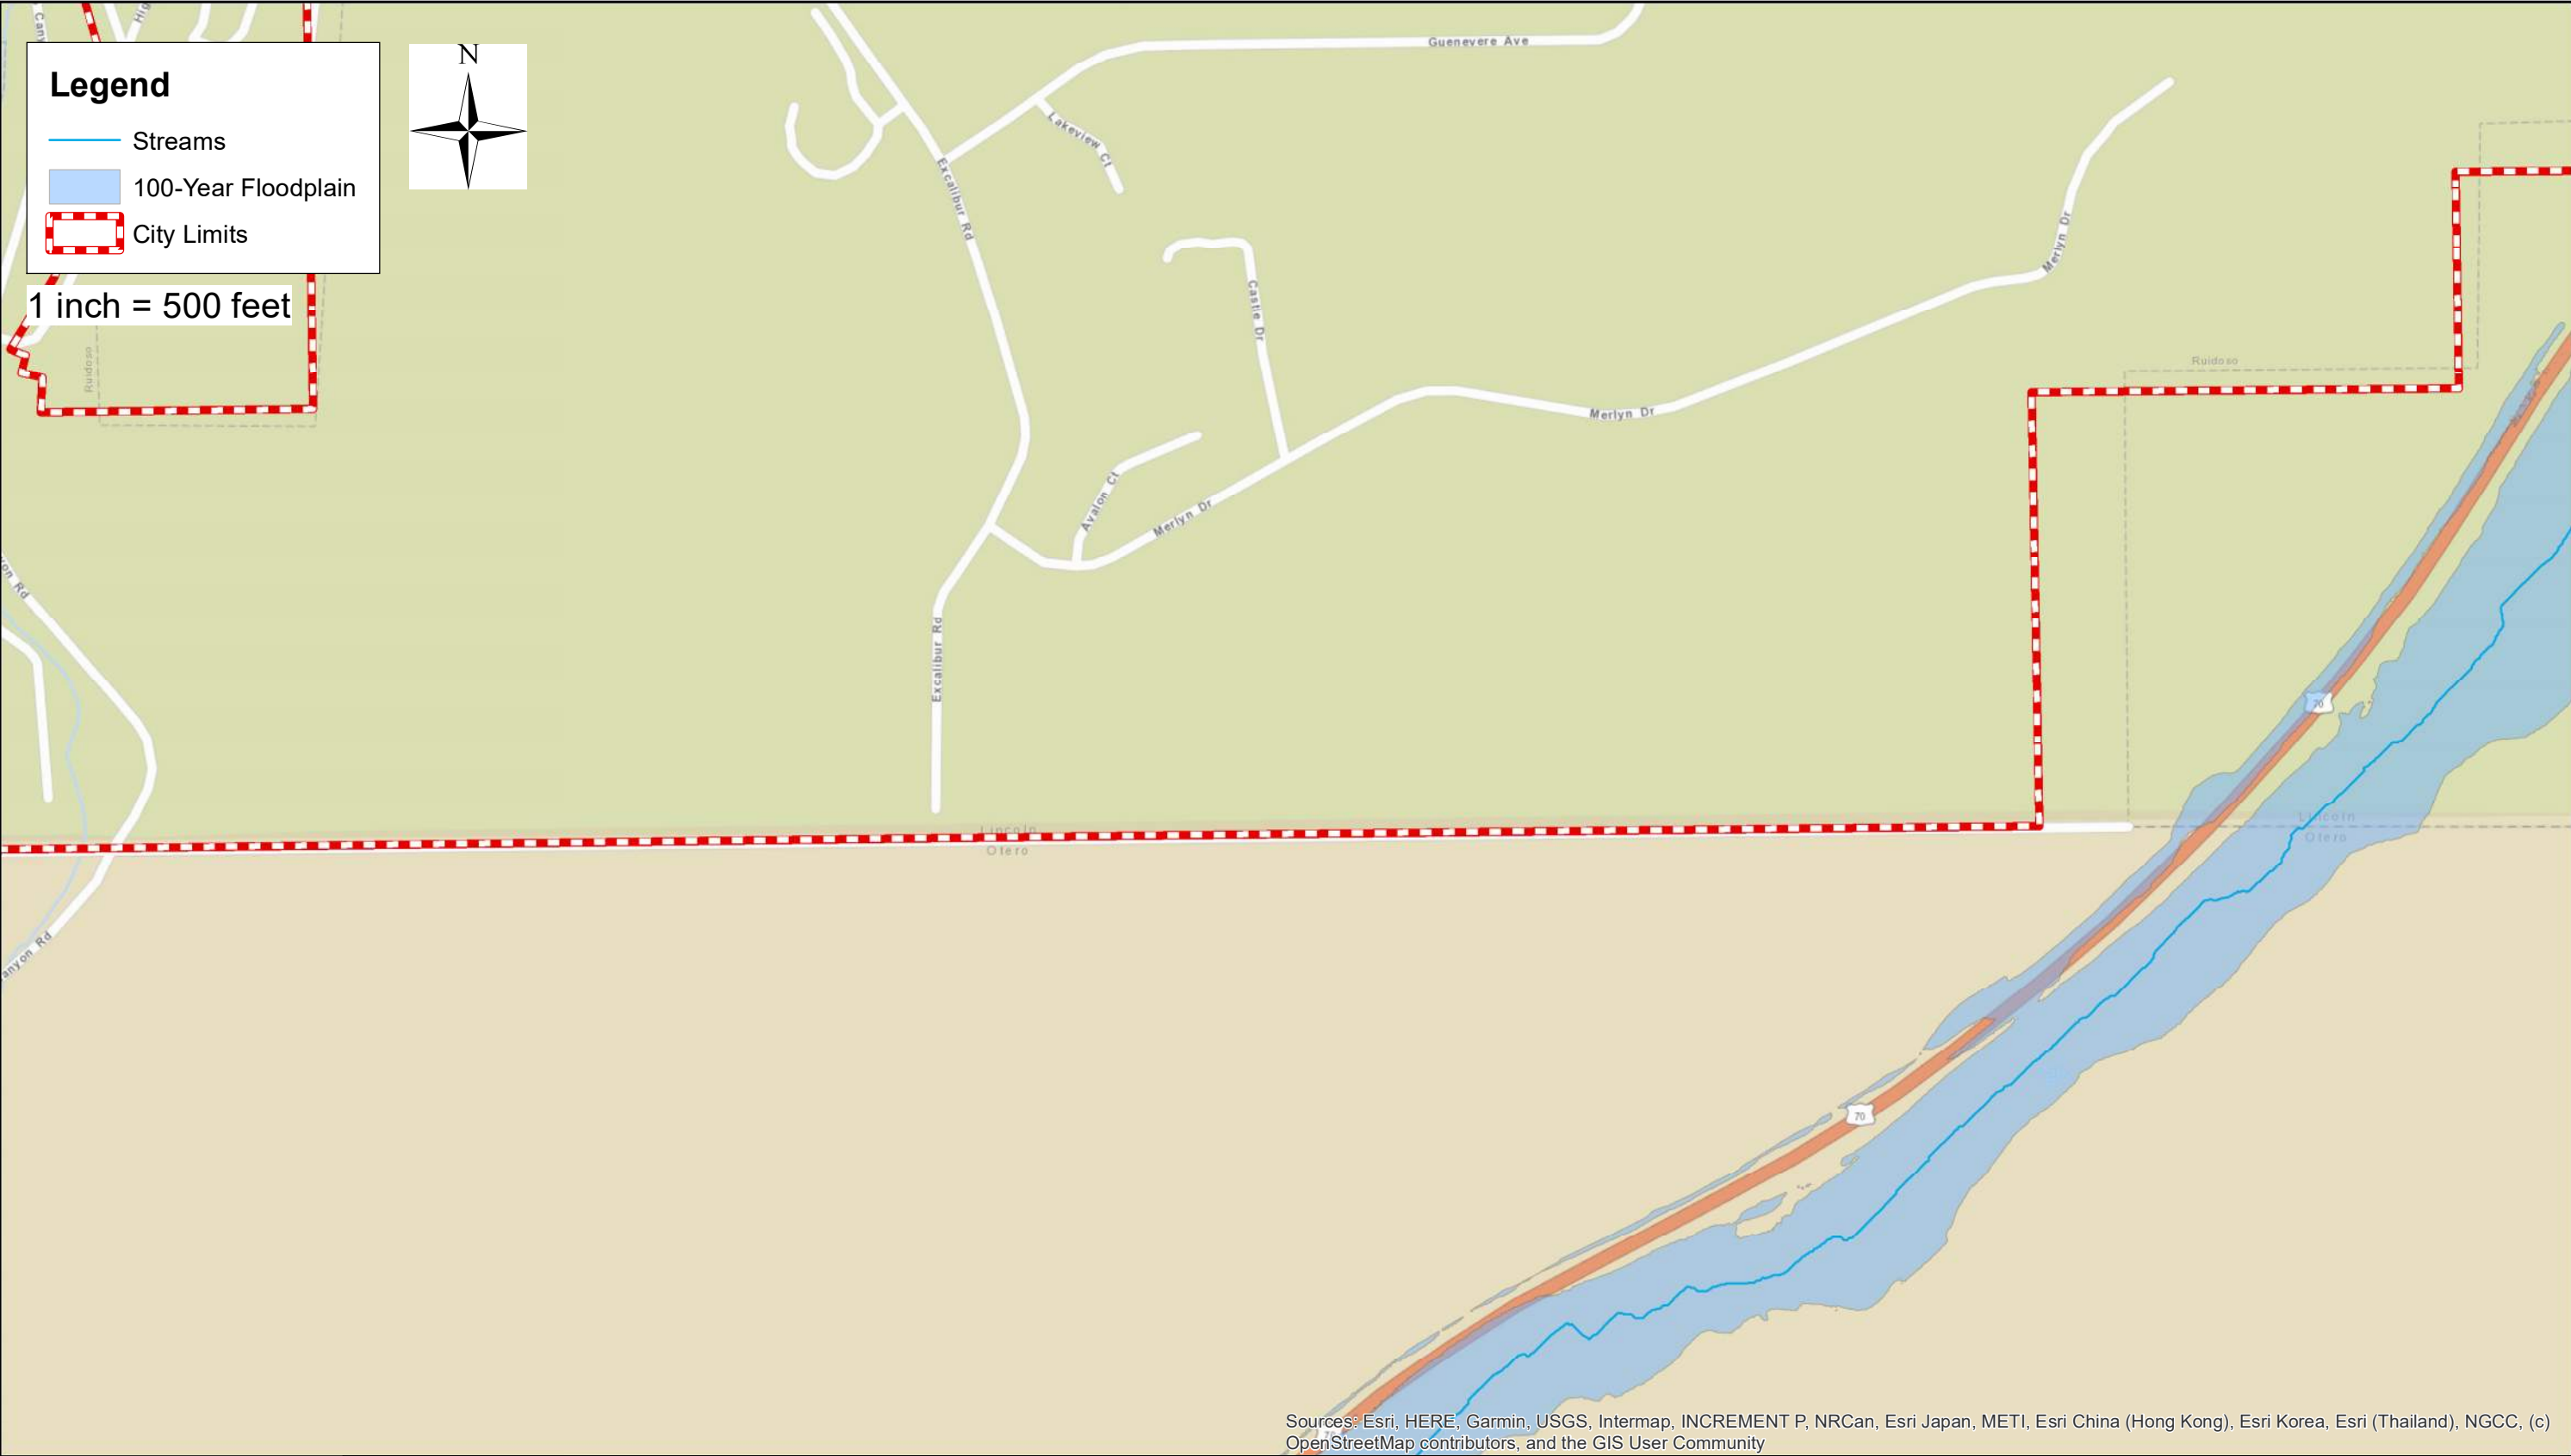 Legend
Streams
100-Year Floodplain
City Limits
N
1 inch = 500 feet
Guenevere Ave
Lakeview Ct
Excalibur Rd
Castle Dr
Merlyn Dr
Ruidoso
Ruidoso
Merlyn Dr
Avalon Ct
Merlyn Dr
Excalibur Rd
70
Lincoln
Otero
Lincoln
Otero
70
Sources: Esri, HERE, Garmin, USGS, Intermap, INCREMENT P, NRCan, Esri Japan, METI, Esri China (Hong Kong), Esri Korea, Esri (Thailand), NGCC, (c)
OpenStreetMap contributors, and the GIS User Community